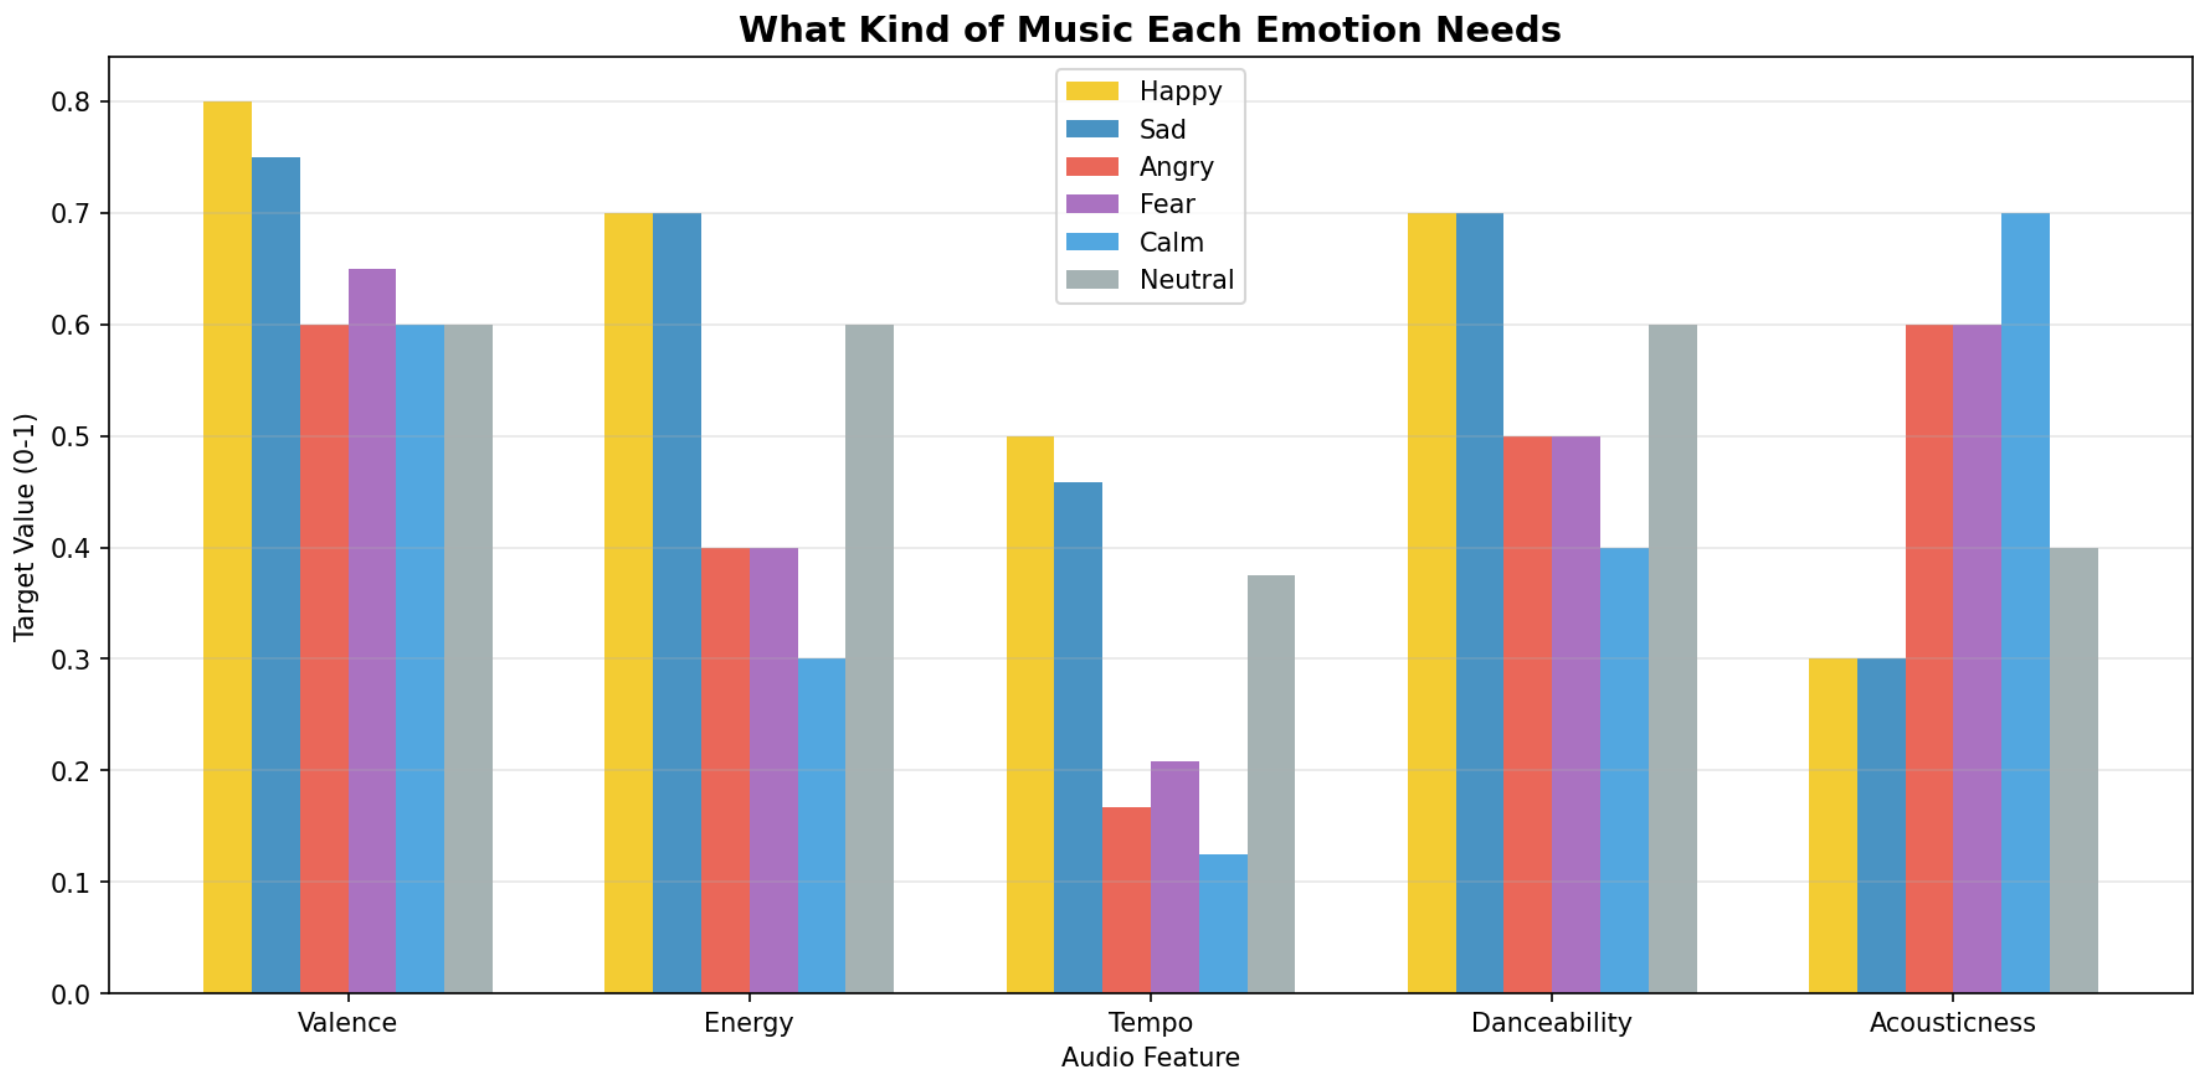 What Kind of Music Each Emotion Needs
Happy
Sad
Angry
Fear
Calm
Neutral
Target Value (0-1)
0.8
0.7
0.6
0.5
0.4
0.3
0.2
0.1
0.0
Valence
Energy
Tempo
Danceability
Acousticness
Audio Feature